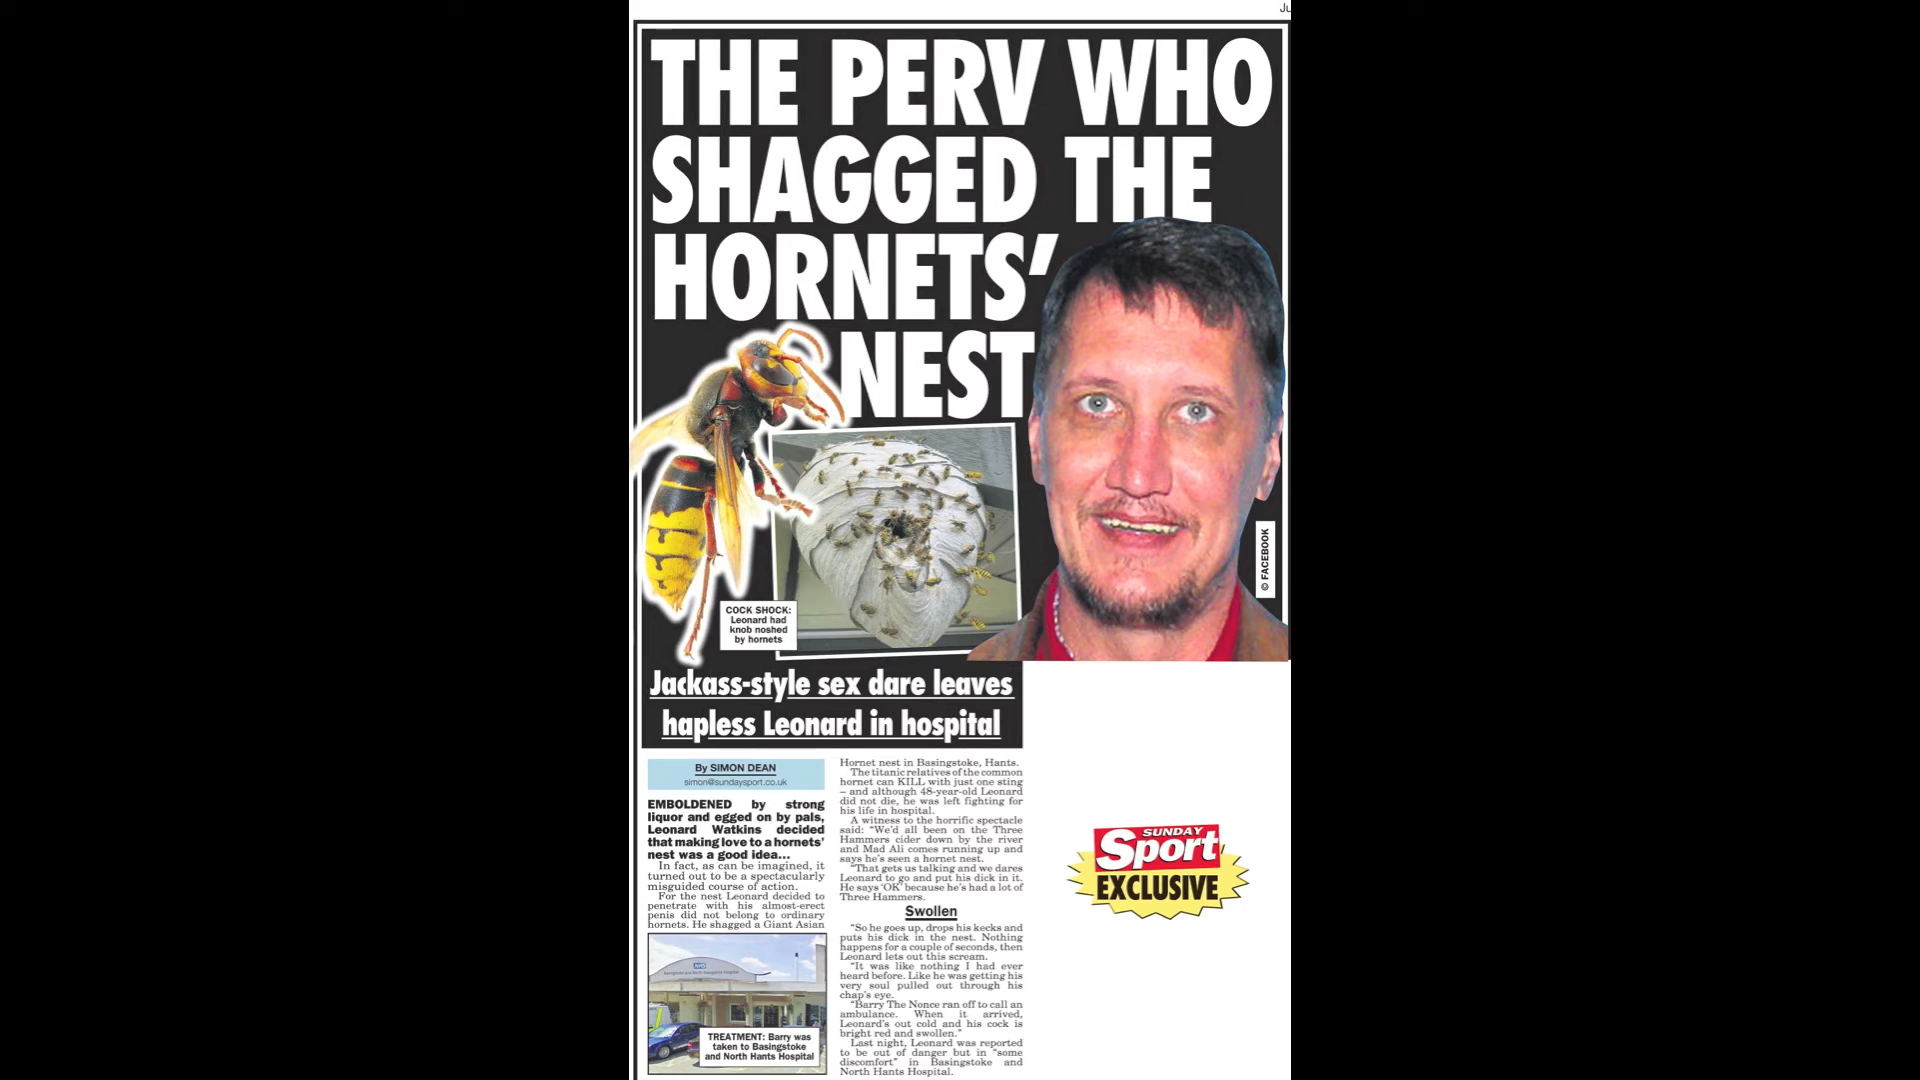 Ju
THE PERV WHO
SHAGGED THE
HORNETS'
NEST
© FACEBOOK
COCK SHOCK:
Leonard had
knob noshed
by hornets
Jackass-style sex dare leaves
hapless Leonard in hospital
By SIMON DEAN
simon@sundaysport.co.uk
EMBOLDENED by strong
liquor and egged on by pals,
Leonard Watkins decided
that making love to a hornets'
nest was a good idea...
In fact, as can be imagined, it
turned out to be a spectacularly
misguided course of action.
For the nest Leonard decided to
penetrate with his almost-erect
penis did not belong to ordinary
hornets. He shagged a Giant Asian
NHS
Basingstoke and North Hampshire Hospital
TREATMENT: Barry was
taken to Basingstoke
and North Hants Hospital
Hornet nest in Basingstoke, Hants.
The titanic relatives of the common
hornet can KILL with just one sting
– and although 48-year-old Leonard
did not die, he was left fighting for
his life in hospital.
A witness to the horrific spectacle
said: "We'd all been on the Three
Hammers cider down by the river
and Mad Ali comes running up and
says he's seen a hornet nest.
"That gets us talking and we dares
Leonard to go and put his dick in it.
He says 'OK' because he's had a lot of
Three Hammers.
Swollen
"So he goes up, drops his kecks and
puts his dick in the nest. Nothing
happens for a couple of seconds, then
Leonard lets out this scream.
"It was like nothing I had ever
heard before. Like he was getting his
very soul pulled out through his
chap's eye.
"Barry The Nonce ran off to call an
ambulance. When it arrived,
Leonard's out cold and his cock is
bright red and swollen."
Last night, Leonard was reported
to be out of danger but in "some
discomfort" in Basingstoke and
North Hants Hospital.
SUNDAY
Sport
EXCLUSIVE